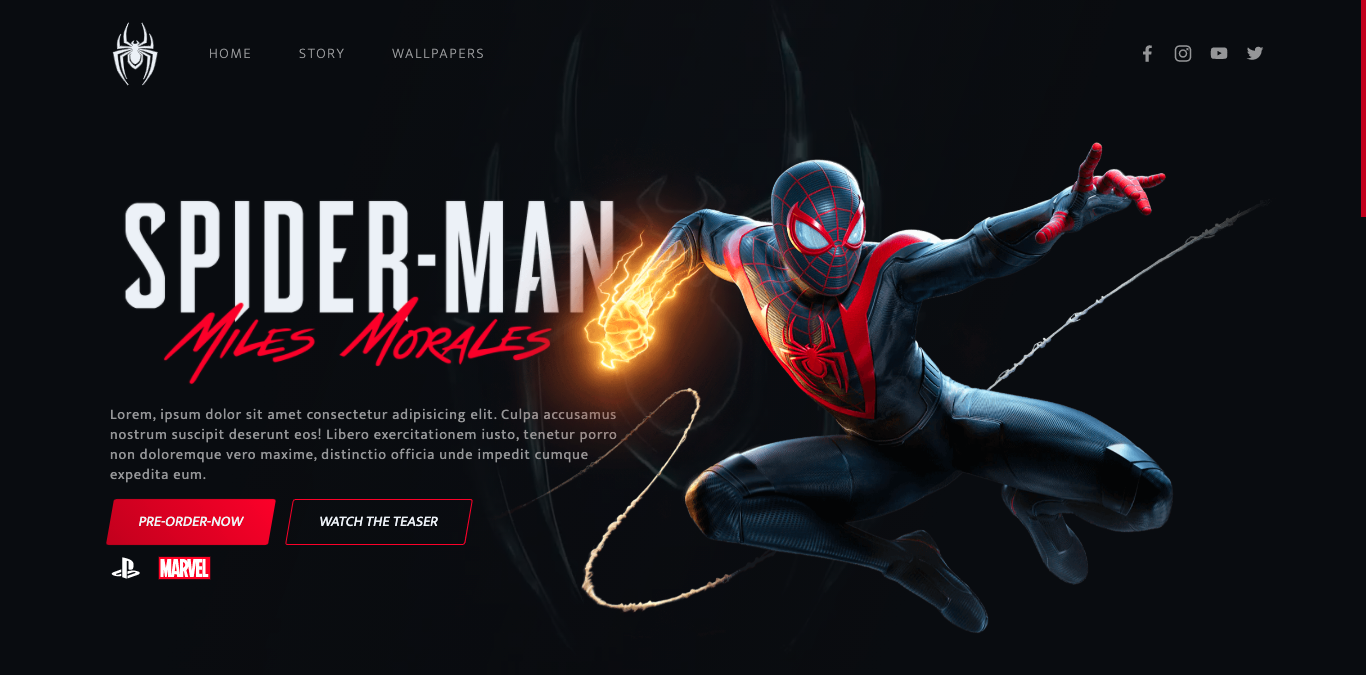 HOME STORY WALLPAPERS
SPIDER-MAN
MILES MORALES
Lorem, ipsum dolor sit amet consectetur adipisicing elit. Culpa accusamus
nostrum suscipit deserunt eos! Libero exercitationem iusto, tenetur porro
non doloremque vero maxime, distinctio officia unde impedit cumque
expedita eum.
PRE-ORDER-NOW WATCH THE TEASER
MARVEL